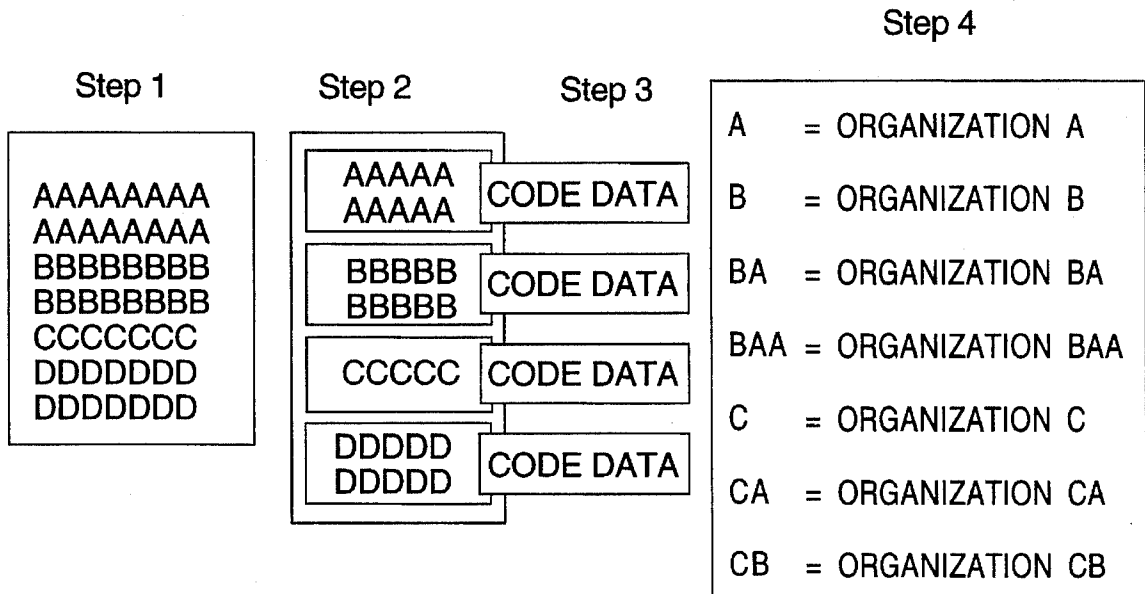 Step 4
Step 1
Step 2
Step 3
AAAAAAAA
AAAAAAAA
BBBBBBBB
BBBBBBBB
CCCCCCC
DDDDDDD
DDDDDDD
AAAAA
AAAAA
CODE DATA
BBBBB
BBBBB
CODE DATA
CCCCC
CODE DATA
DDDDD
DDDDD
CODE DATA
A = ORGANIZATION A
B = ORGANIZATION B
BA = ORGANIZATION BA
BAA = ORGANIZATION BAA
C = ORGANIZATION C
CA = ORGANIZATION CA
CB = ORGANIZATION CB